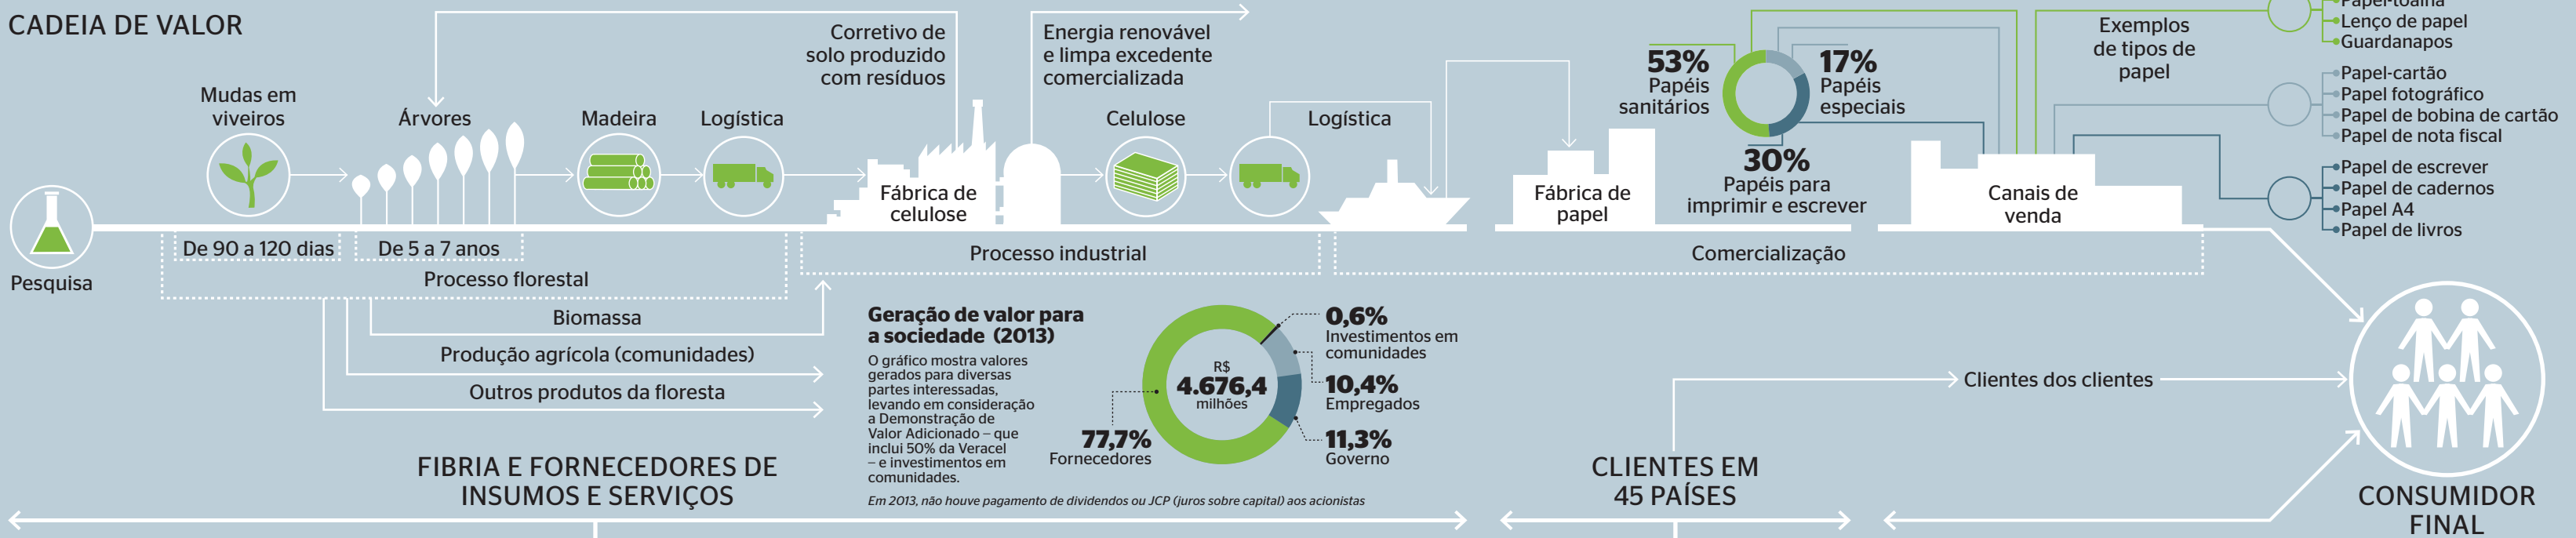 CADEIA DE VALOR
Pesquisa
Mudas em
viveiros
De 90 a 120 dias
Árvores
De 5 a 7 anos
Madeira
Logística
Processo florestal
Biomassa
Produção agrícola (comunidades)
Outros produtos da floresta
Corretivo de
solo produzido
com resíduos
Energia renovável
e limpa excedente
comercializada
Fábrica de
celulose
Celulose
Logística
Processo industrial
Fábrica de
papel
53%
Papéis
sanitários
17%
Papéis
especiais
30%
Papéis para
imprimir e escrever
Canais de
venda
Comercialização
Exemplos
de tipos de
papel
Papel-toalha
Lenço de papel
Guardanapos
Papel-cartão
Papel fotográfico
Papel de bobina de cartão
Papel de nota fiscal
Papel de escrever
Papel de cadernos
Papel A4
Papel de livros
Geração de valor para
a sociedade (2013)
O gráfico mostra valores
gerados para diversas
partes interessadas,
levando em consideração
a Demonstração de
Valor Adicionado – que
inclui 50% da Veracel
– e investimentos em
comunidades.
R$
4.676,4
milhões
0,6%
Investimentos em
comunidades
10,4%
Empregados
11,3%
Governo
77,7%
Fornecedores
Em 2013, não houve pagamento de dividendos ou JCP (juros sobre capital) aos acionistas
FIBRIA E FORNECEDORES DE
INSUMOS E SERVIÇOS
CLIENTES EM
45 PAÍSES
Clientes dos clientes
CONSUMIDOR
FINAL